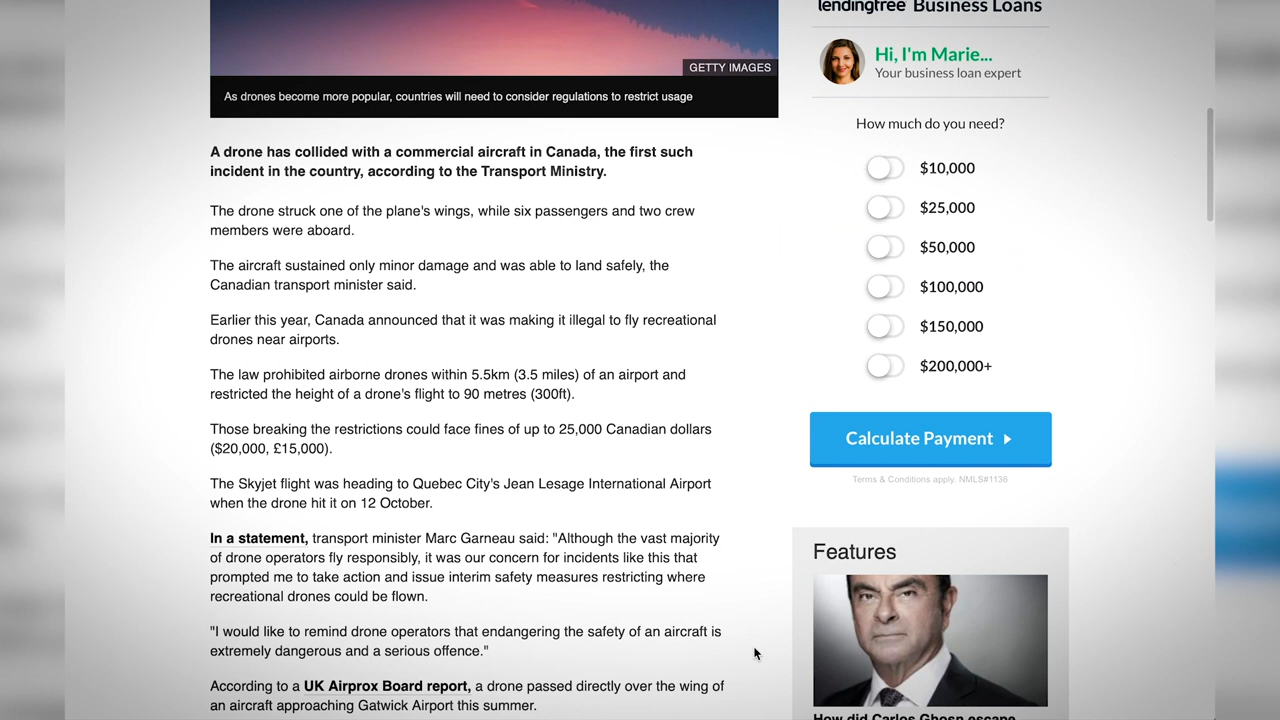 GETTY IMAGES
As drones become more popular, countries will need to consider regulations to restrict usage
A drone has collided with a commercial aircraft in Canada, the first such
incident in the country, according to the Transport Ministry.
The drone struck one of the plane's wings, while six passengers and two crew
members were aboard.
The aircraft sustained only minor damage and was able to land safely, the
Canadian transport minister said.
Earlier this year, Canada announced that it was making it illegal to fly recreational
drones near airports.
The law prohibited airborne drones within 5.5km (3.5 miles) of an airport and
restricted the height of a drone's flight to 90 metres (300ft).
Those breaking the restrictions could face fines of up to 25,000 Canadian dollars
($20,000, £15,000).
The Skyjet flight was heading to Quebec City's Jean Lesage International Airport
when the drone hit it on 12 October.
In a statement, transport minister Marc Garneau said: "Although the vast majority
of drone operators fly responsibly, it was our concern for incidents like this that
prompted me to take action and issue interim safety measures restricting where
recreational drones could be flown.
"I would like to remind drone operators that endangering the safety of an aircraft is
extremely dangerous and a serious offence."
According to a UK Airprox Board report, a drone passed directly over the wing of
an aircraft approaching Gatwick Airport this summer.
lendingtree Business Loans
Hi, I'm Marie...
Your business loan expert
How much do you need?
$10,000
$25,000
$50,000
$100,000
$150,000
$200,000+
Calculate Payment
Terms & Conditions apply. NMLS#1136
Features
How did Carlos Ghosn escape